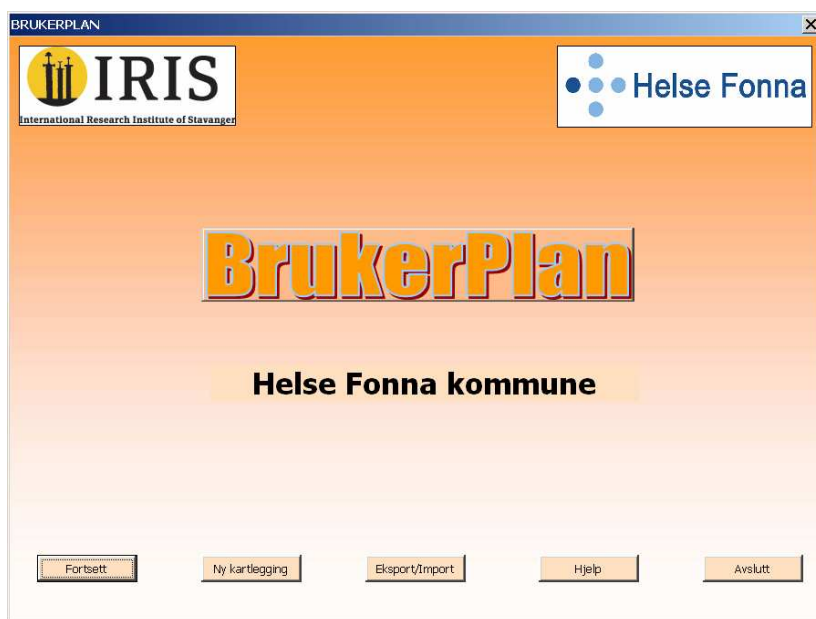 BRUKERPLAN
IRIS
International Research Institute of Stavanger
Helse Fonna
BrukerPlan
Helse Fonna kommune
Fortsett
Ny kartlegging
Eksport/Import
Hjelp
Avslutt